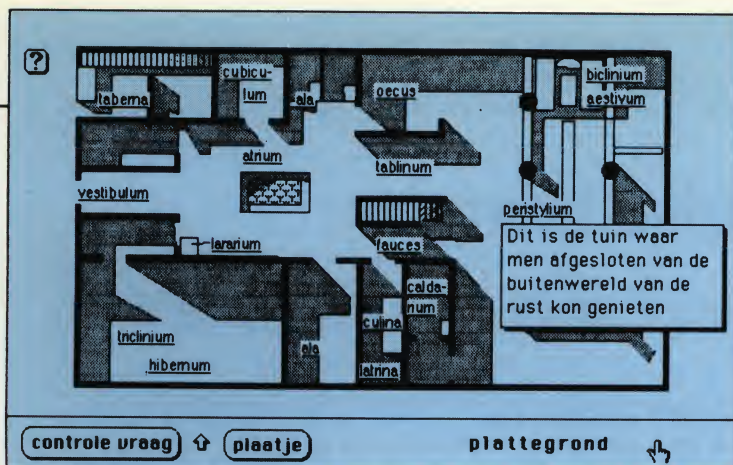 ?
taberna
cubicu-
lum
ala
oecus
biclinium
aestivum
atrium
tablinum
vestibulum
peristylium
lararium
fauces
Dit is de tuin waar
men afgesloten van de
buitenwereld van de
rust kon genieten
calda-
num
culina
triclinium
hibernum
ala
latrina
controle vraag
plaatje
plattegrond